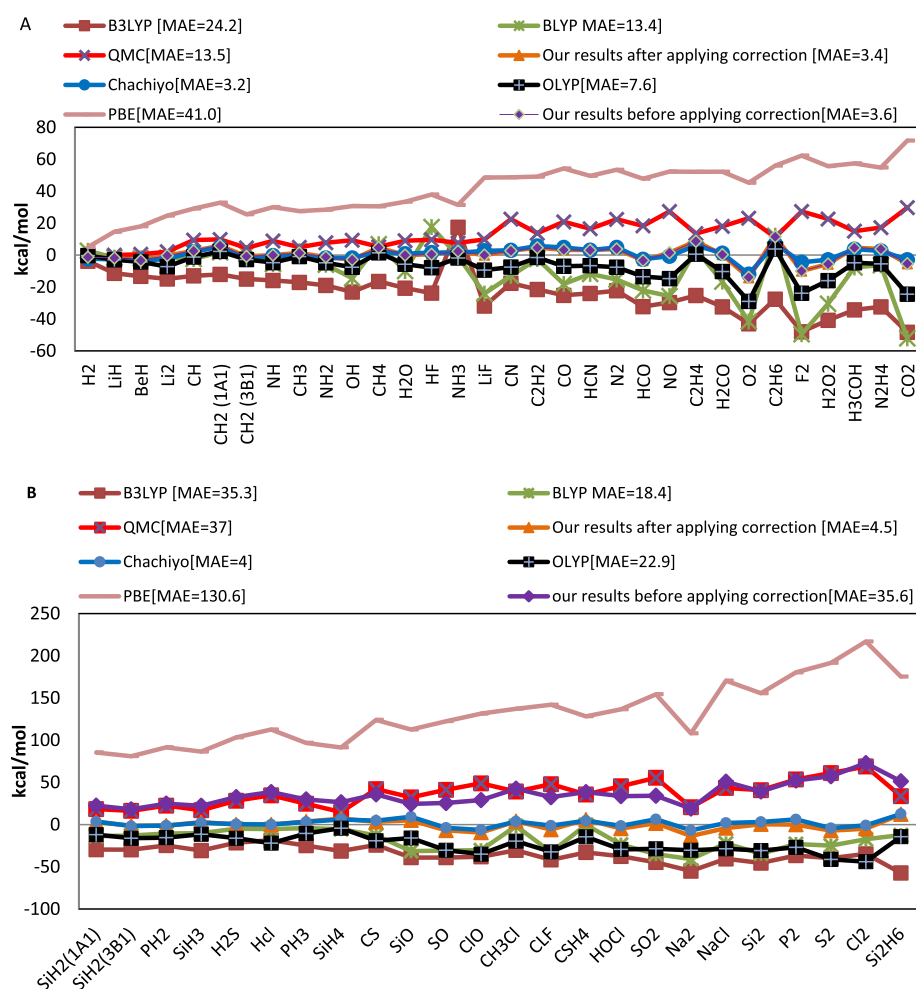 A
B3LYP [MAE=24.2]
BLYP MAE=13.4]
QMC[MAE=13.5]
Our results after applying correction [MAE=3.4]
Chachiyo[MAE=3.2]
OLYP[MAE=7.6]
PBE[MAE=41.0]
Our results before applying correction[MAE=3.6]
80
60
40
20
0
-20
-40
-60
kcal/mol
H2
LiH
BeH
Li2
CH
CH2 (1A1)
CH2 (3B1)
NH
CH3
NH2
OH
CH4
H2O
HF
NH3
LiF
CN
C2H2
CO
HCN
N2
HCO
NO
C2H4
H2CO
O2
C2H6
F2
H2O2
H3COH
N2H4
CO2
B
B3LYP [MAE=35.3]
BLYP MAE=18.4]
QMC[MAE=37]
Our results after applying correction [MAE=4.5]
Chachiyo[MAE=4]
OLYP[MAE=22.9]
PBE[MAE=130.6]
our results before applying correction[MAE=35.6]
250
200
150
100
50
0
-50
-100
kcal/mol
SiH2(1A1)
SiH2(3B1)
PH2
SiH3
H2S
Hcl
PH3
SiH4
CS
SiO
SO
ClO
CH3Cl
CLF
CSH4
HOCl
SO2
Na2
NaCl
Si2
P2
S2
Cl2
Si2H6